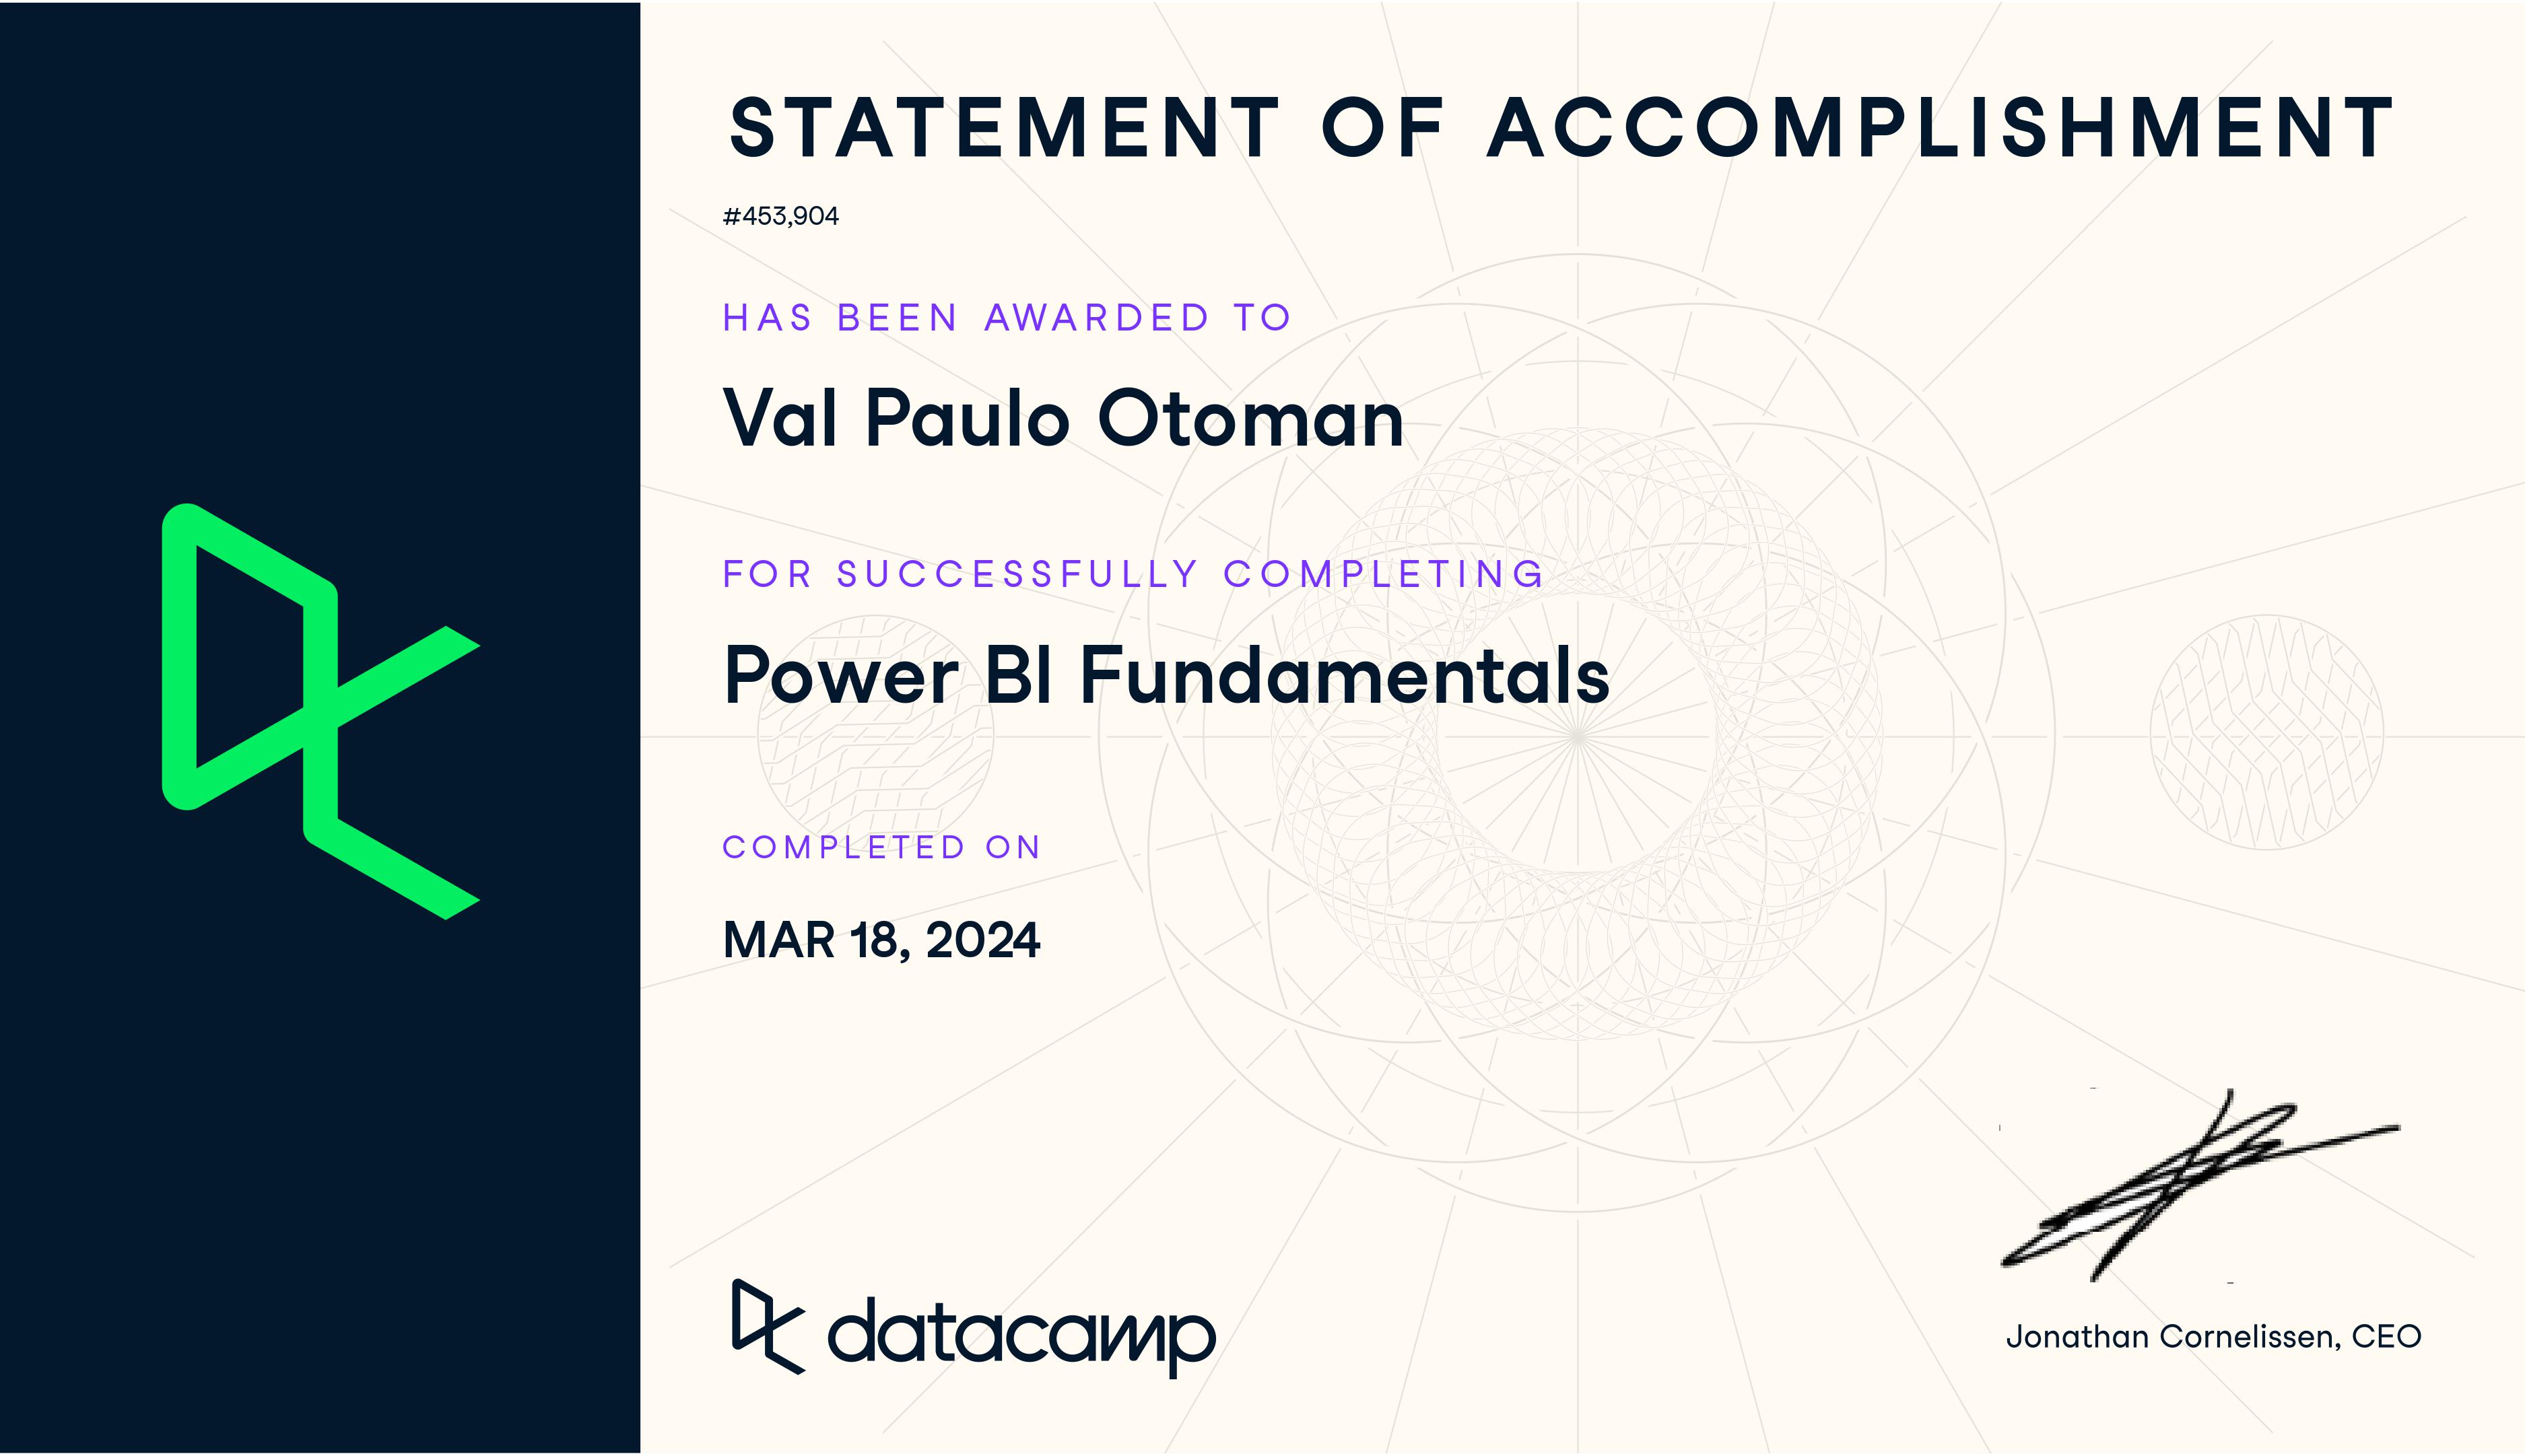 STATEMENT OF ACCOMPLISHMENT
#453,904
HAS BEEN AWARDED TO
Val Paulo Otoman
FOR SUCCESSFULLY COMPLETING
Power BI Fundamentals
COMPLETED ON
MAR 18, 2024
datacamp
Jonathan Cornelissen, CEO